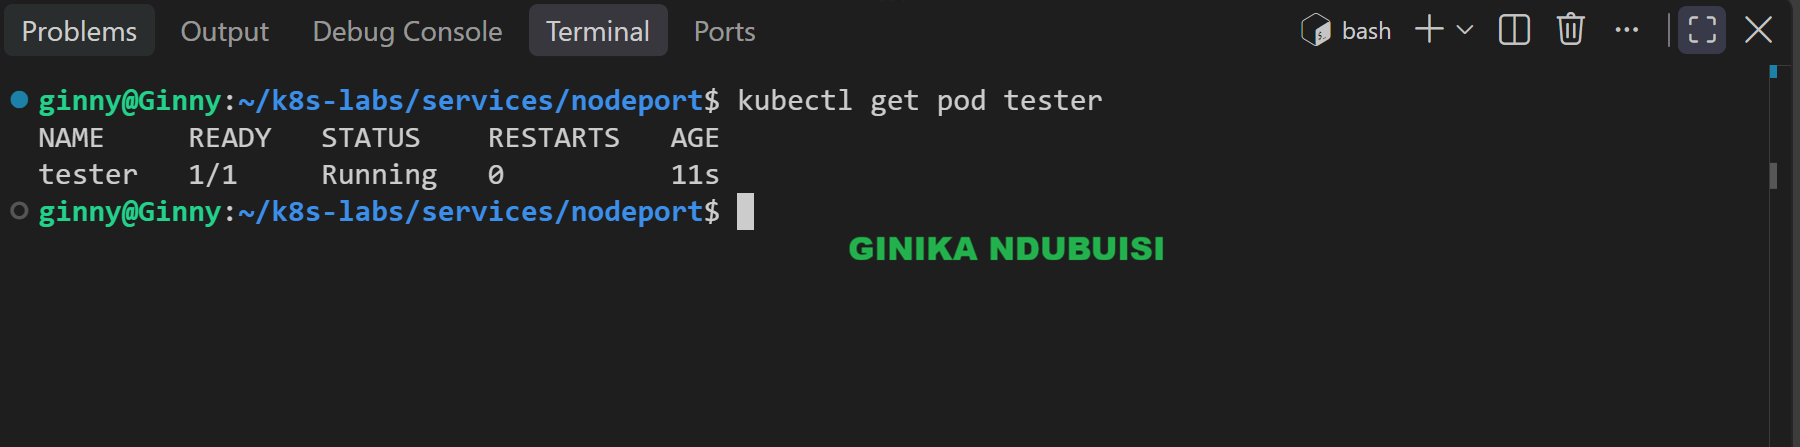 Problems Output Debug Console Terminal Ports bash
ginny@Ginny:~/k8s-labs/services/nodeport$ kubectl get pod tester
NAME READY STATUS RESTARTS AGE
tester 1/1 Running 0 11s
ginny@Ginny:~/k8s-labs/services/nodeport$
GINIKA NDUBUISI